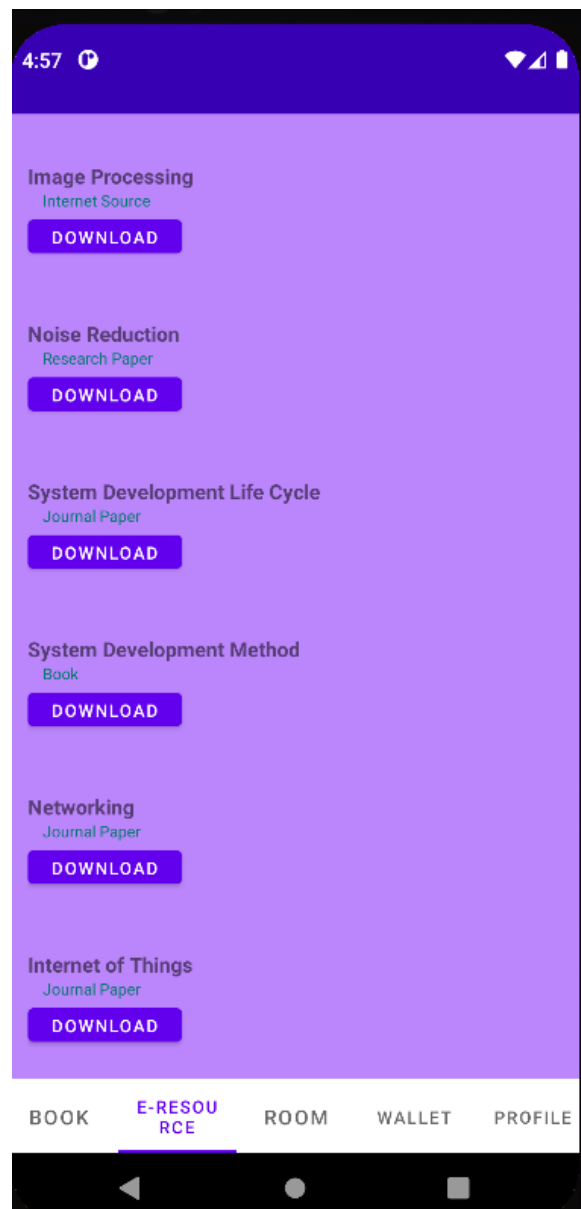 4:57
Image Processing
Internet Source
DOWNLOAD
Noise Reduction
Research Paper
DOWNLOAD
System Development Life Cycle
Journal Paper
DOWNLOAD
System Development Method
Book
DOWNLOAD
Networking
Journal Paper
DOWNLOAD
Internet of Things
Journal Paper
DOWNLOAD
BOOK
E-RESOU
RCE
ROOM
WALLET
PROFILE